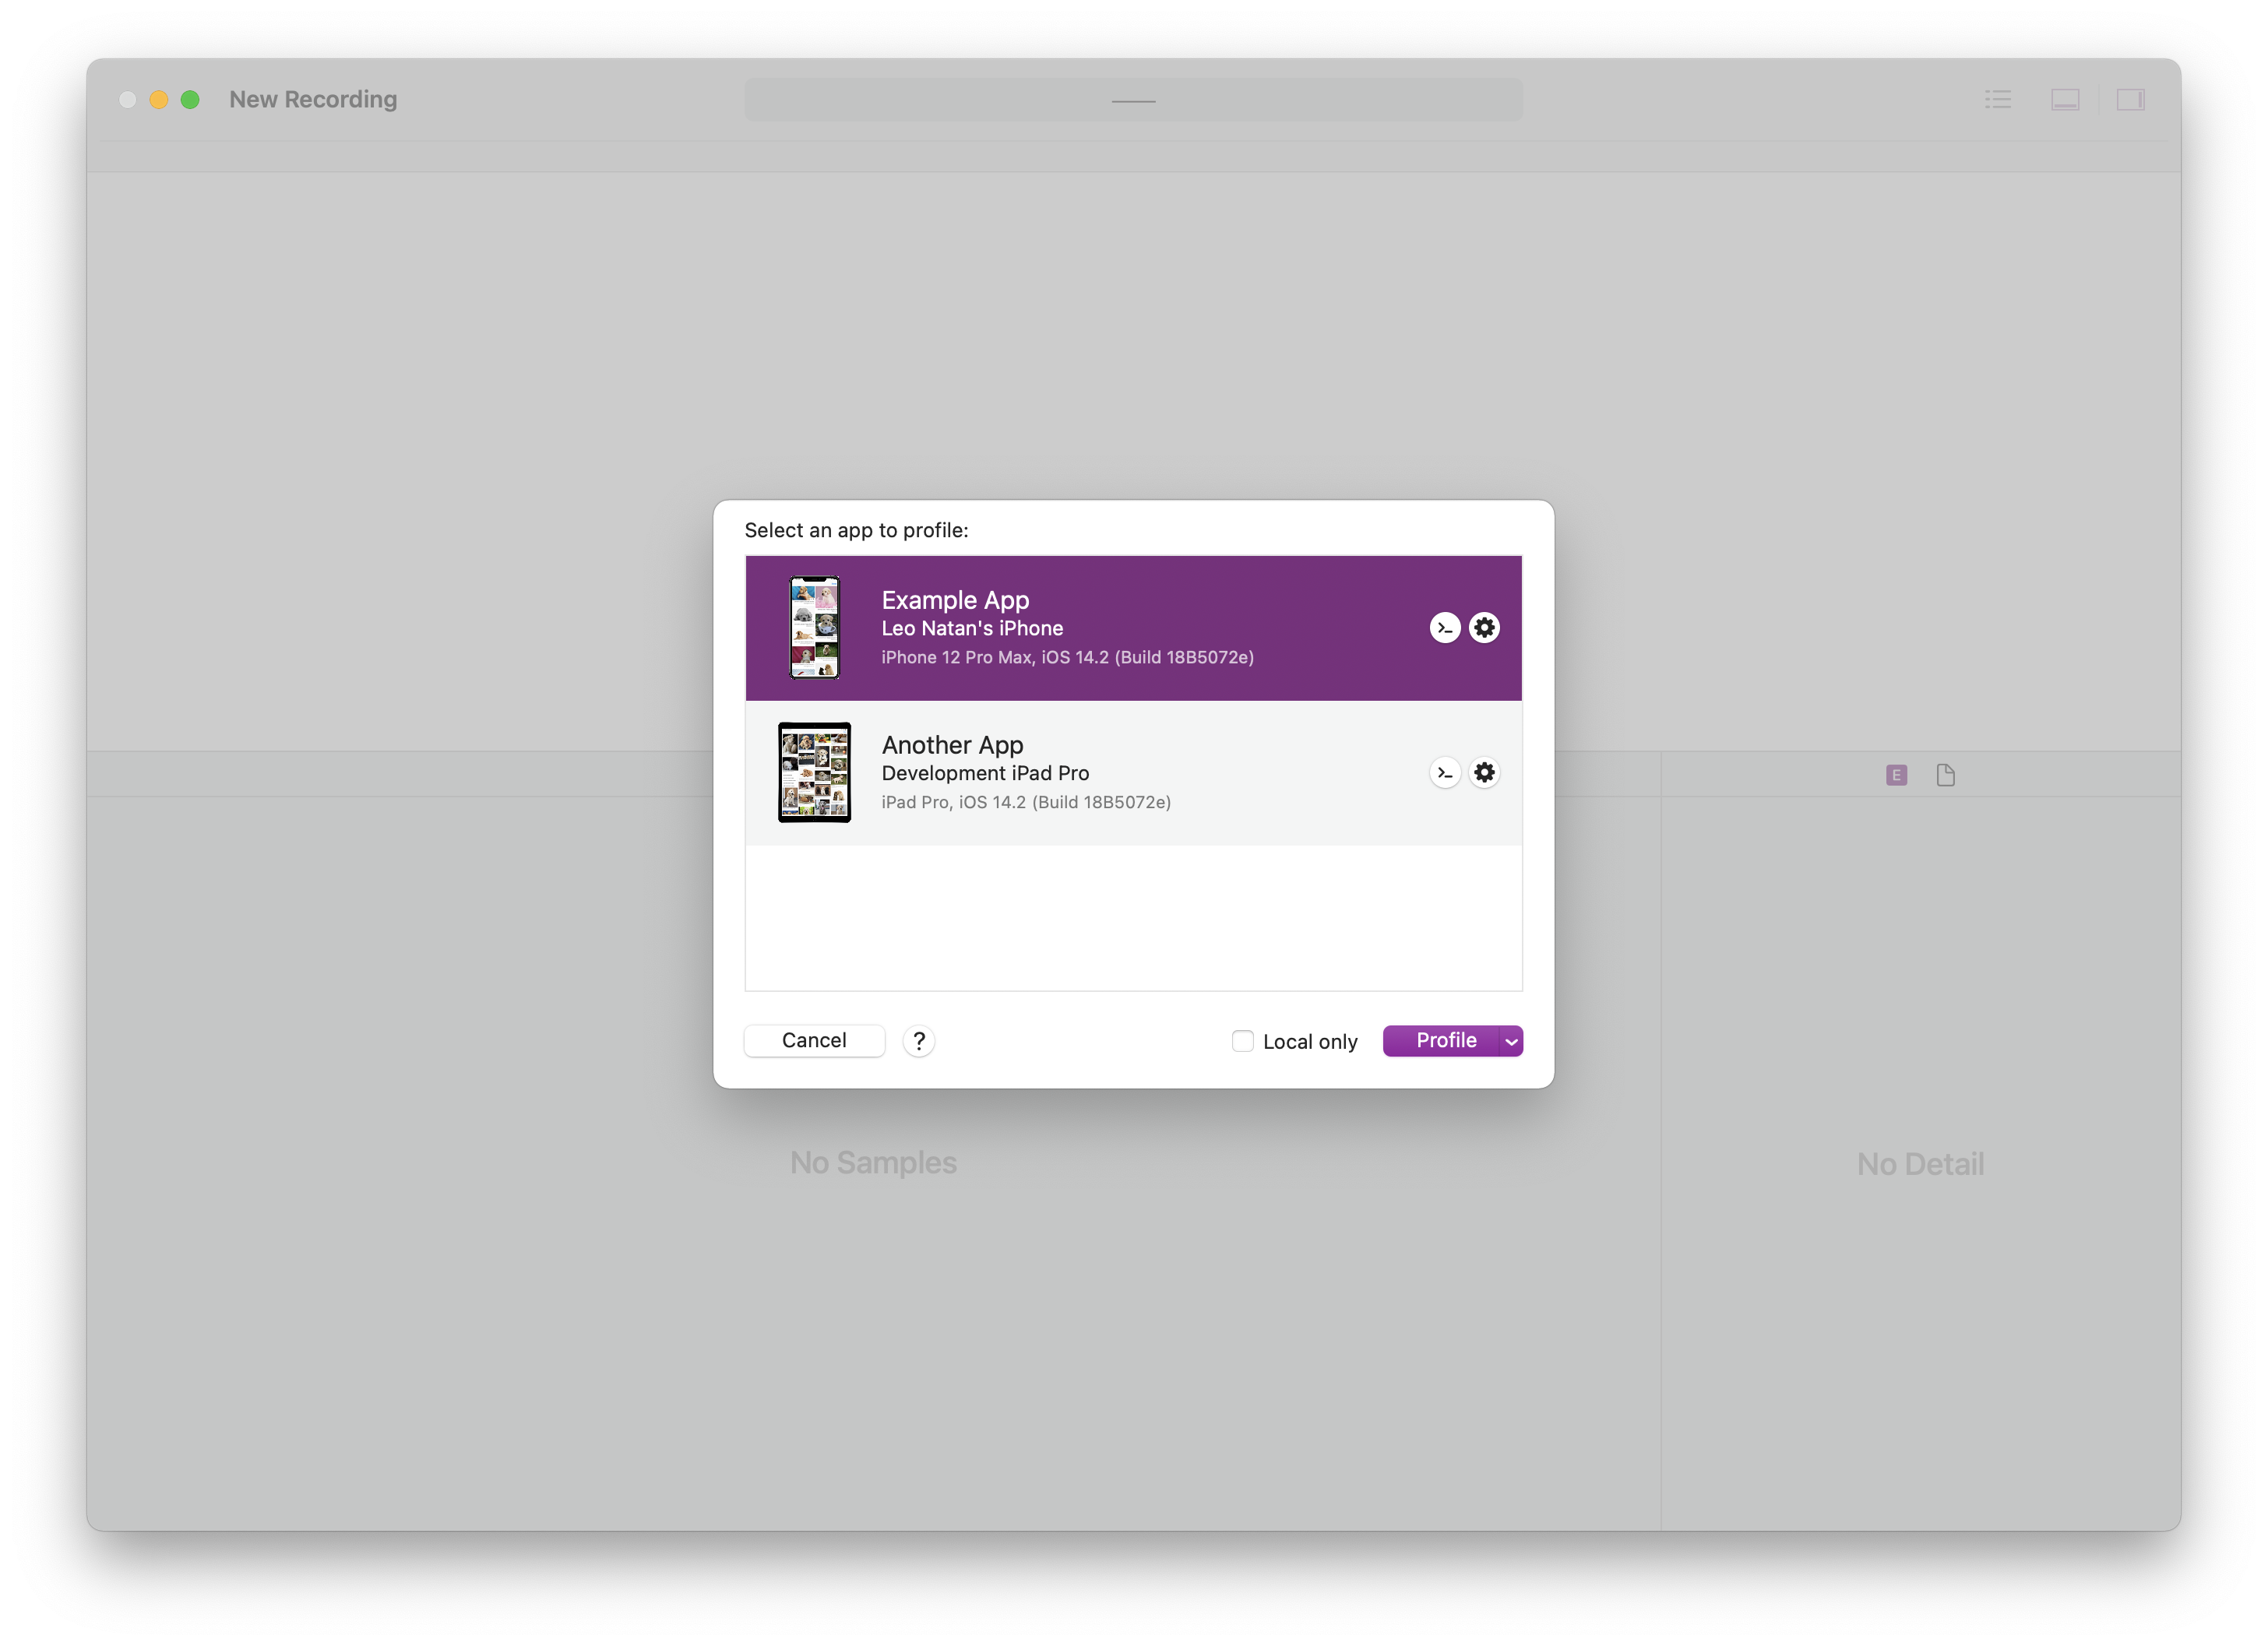 New Recording
Select an app to profile:
Example App
Leo Natan's iPhone
iPhone 12 Pro Max, iOS 14.2 (Build 18B5072e)
Another App
Development iPad Pro
iPad Pro, iOS 14.2 (Build 18B5072e)
E
Cancel
?
Local only
Profile
No Samples
No Detail